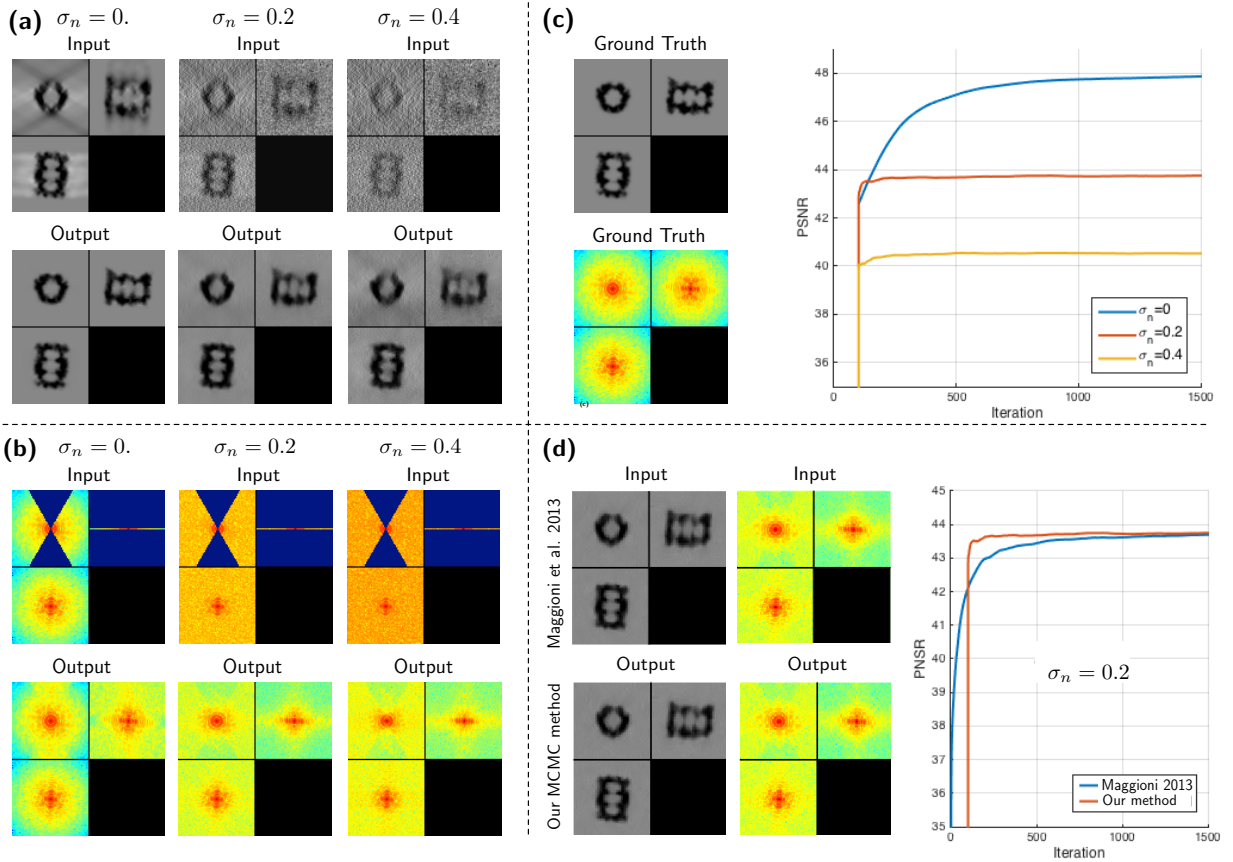 (a)
σn = 0. σn = 0.2 σn = 0.4
Input Input Input
Output Output Output
(b)
σn = 0. σn = 0.2 σn = 0.4
Input Input Input
Output Output Output
(c)
Ground Truth
Ground Truth
(c)
PSNR
48
46
44
42
40
38
36
0 500 1000 1500
Iteration
σ_n=0
σ_n=0.2
σ_n=0.4
(d)
Input Input
Maggioni et al. 2013
Output Output
Our MCMC method
PNSR
45
44
43
42
41
40
39
38
37
36
35
0 500 1000 1500
Iteration
σn = 0.2
Maggioni 2013
Our method